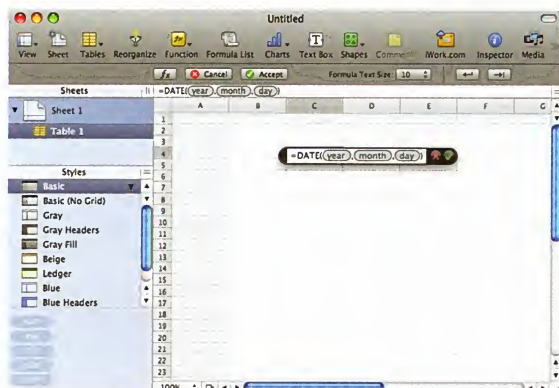 Untitled
View Sheet Tables Reorganize Function Formula List Charts Text Box Shapes Comment iWork.com Inspector Media
fx Cancel Accept Formula Text Size: 10
Sheets
=DATE(year,month,day)
Sheet 1
Table 1
A B C D E F G
1
2
3
4
=DATE(year,month,day)
5
6
7
8
9
10
11
12
13
14
15
16
17
18
19
20
21
22
23
Styles
Basic
Basic (No Grid)
Gray
Gray Headers
Gray Fill
Beige
Ledger
Blue
Blue Headers
100%